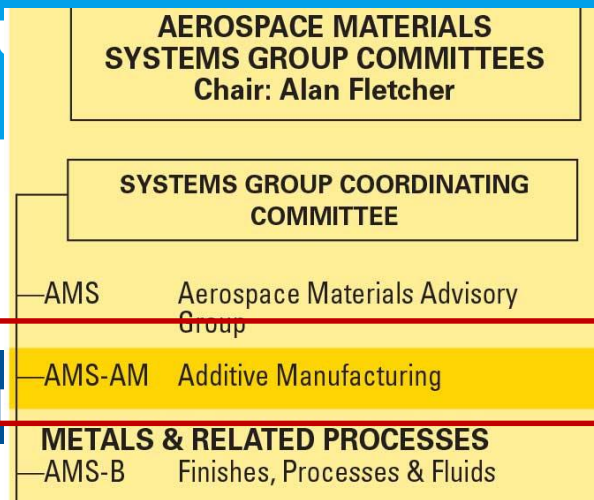 AEROSPACE MATERIALS
SYSTEMS GROUP COMMITTEES
Chair: Alan Fletcher
SYSTEMS GROUP COORDINATING
COMMITTEE
AMS Aerospace Materials Advisory
Group
AMS-AM Additive Manufacturing
METALS & RELATED PROCESSES
AMS-B Finishes, Processes & Fluids